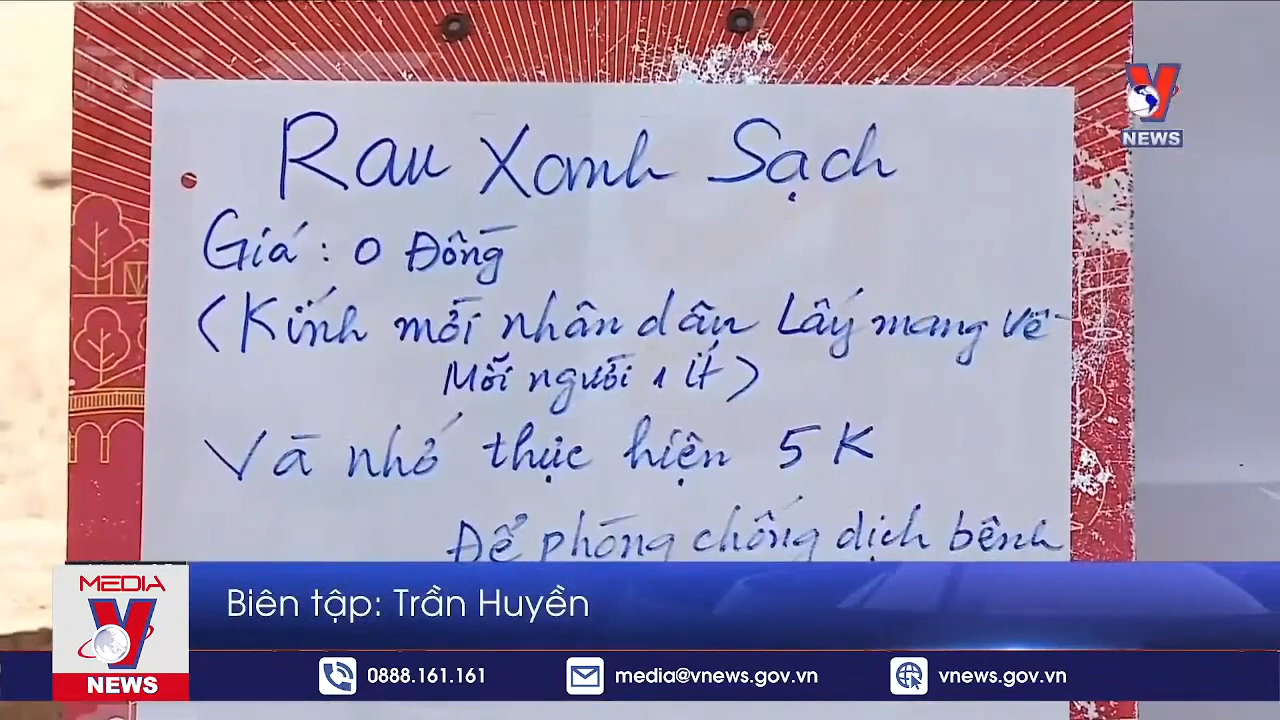 Rau Xanh Sạch
Giá: 0 Đồng
(Kính mời nhân dân Lấy mang về
Mỗi người 1 ít)
Và nhớ thực hiện 5K
Để phòng chống dịch bệnh
V
NEWS
MEDIA
V
NEWS
Biên tập: Trần Huyền
0888.161.161
media@vnews.gov.vn
vnews.gov.vn